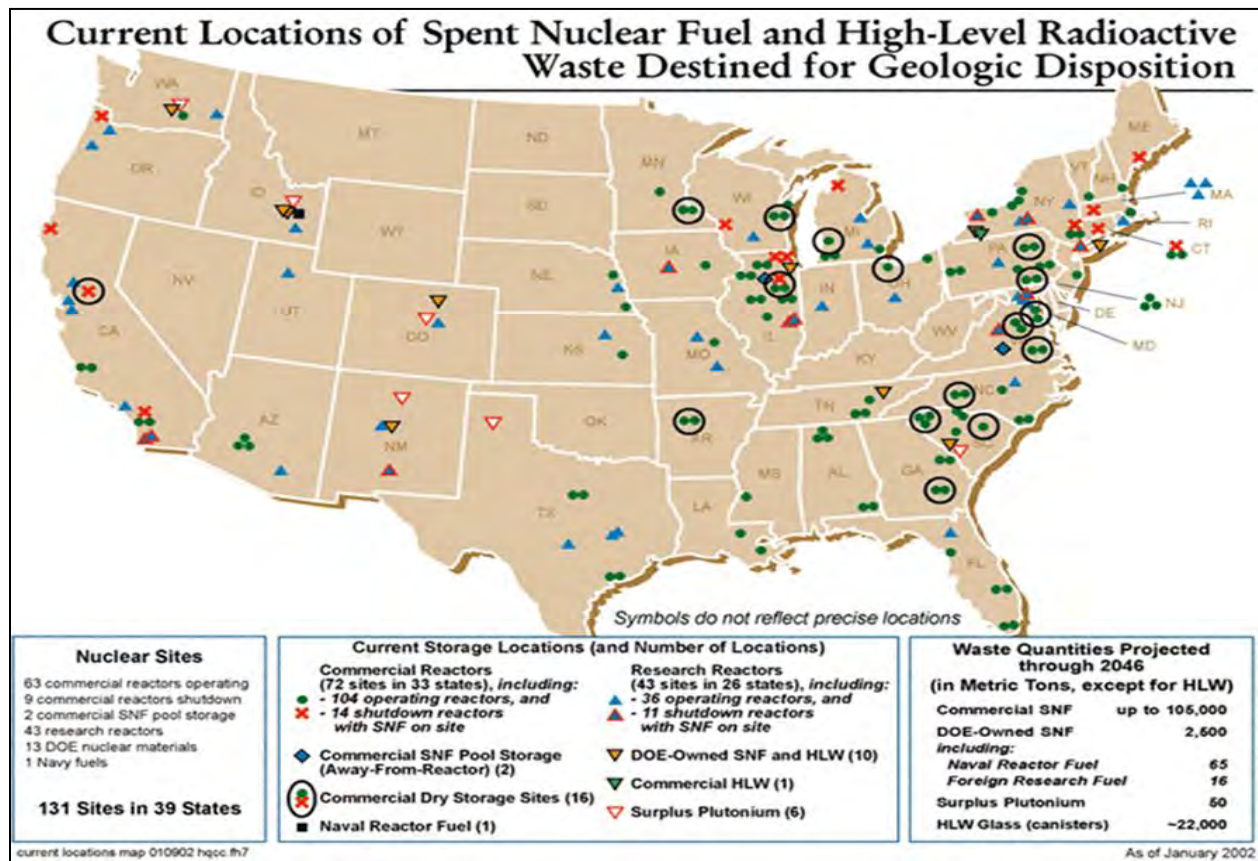 Current Locations of Spent Nuclear Fuel and High-Level Radioactive
Waste Destined for Geologic Disposition
WA
MT
ND
MN
ME
OR
ID
SD
WI
MI
VT
NH
NY
MA
RI
CT
WY
IA
PA
NJ
NV
NE
IL
IN
OH
DE
UT
CO
WV
MD
CA
KS
MO
KY
NC
TN
AZ
NM
OK
AR
SC
MS
AL
GA
TX
LA
FL
Symbols do not reflect precise locations
Nuclear Sites
63 commercial reactors operating
9 commercial reactors shutdown
2 commercial SNF pool storage
43 research reactors
13 DOE nuclear materials
1 Navy fuels
131 Sites in 39 States
Current Storage Locations (and Number of Locations)
Commercial Reactors
(72 sites in 33 states), including:
- 104 operating reactors, and
- 14 shutdown reactors
with SNF on site
Commercial SNF Pool Storage
(Away-From-Reactor) (2)
Commercial Dry Storage Sites (16)
Naval Reactor Fuel (1)
Research Reactors
(43 sites in 26 states), including:
- 36 operating reactors, and
- 11 shutdown reactors
with SNF on site
DOE-Owned SNF and HLW (10)
Commercial HLW (1)
Surplus Plutonium (6)
Waste Quantities Projected
through 2046
(in Metric Tons, except for HLW)
Commercial SNF up to 105,000
DOE-Owned SNF 2,500
including:
Naval Reactor Fuel 65
Foreign Research Fuel 16
Surplus Plutonium 50
HLW Glass (canisters) ~22,000
current locations map 010902 hqcc.fh7
As of January 2002